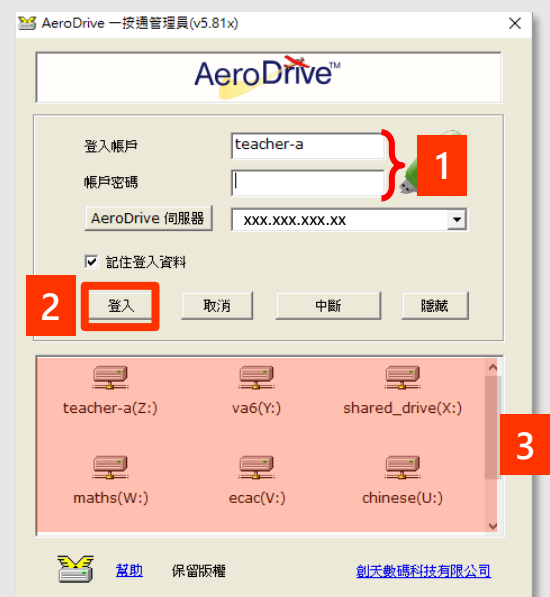 AeroDrive 一按通管理員(v5.81x)
AeroDrive™
登入帳戶 teacher-a
帳戶密碼
1
AeroDrive 伺服器 xxx.xxx.xxx.xx
記住登入資料
2 登入 取消 中斷 隱藏
teacher-a(Z:) va6(Y:) shared_drive(X:)
3
maths(W:) ecac(V:) chinese(U:)
幫助 保留版權 創天數碼科技有限公司